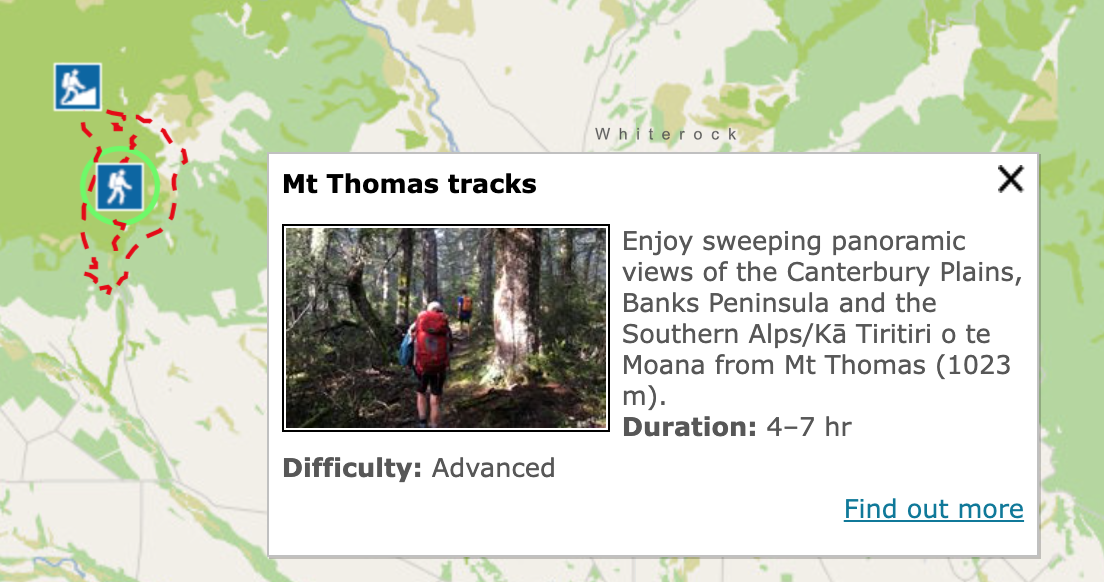 Whiterock
Mt Thomas tracks
Enjoy sweeping panoramic
views of the Canterbury Plains,
Banks Peninsula and the
Southern Alps/Kā Tiritiri o te
Moana from Mt Thomas (1023
m).
Duration: 4–7 hr
Difficulty: Advanced
Find out more